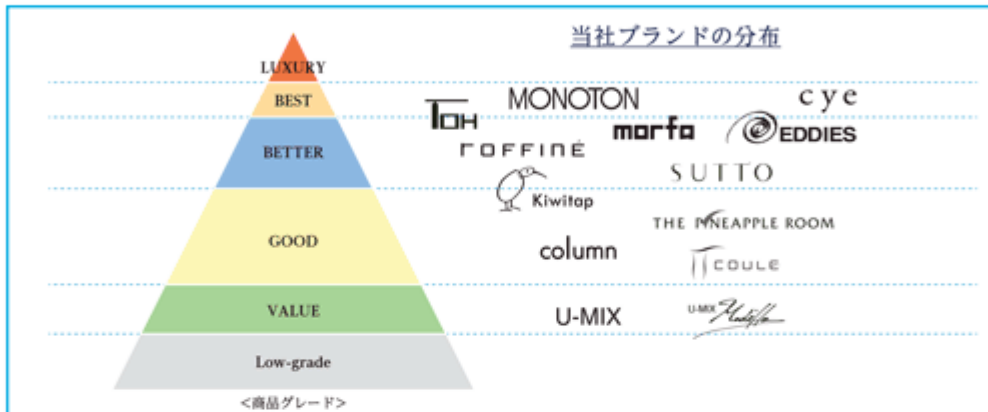 当社ブランドの分布
LUXURY
BEST
MONOTON
cye
TOH
morfa
EDDIES
BETTER
rOFFINÉ
SUTTO
Kiwitap
THE PINEAPPLE ROOM
GOOD
column
COULE
VALUE
U-MIX
U-MIX
Low-grade
<商品グレード>